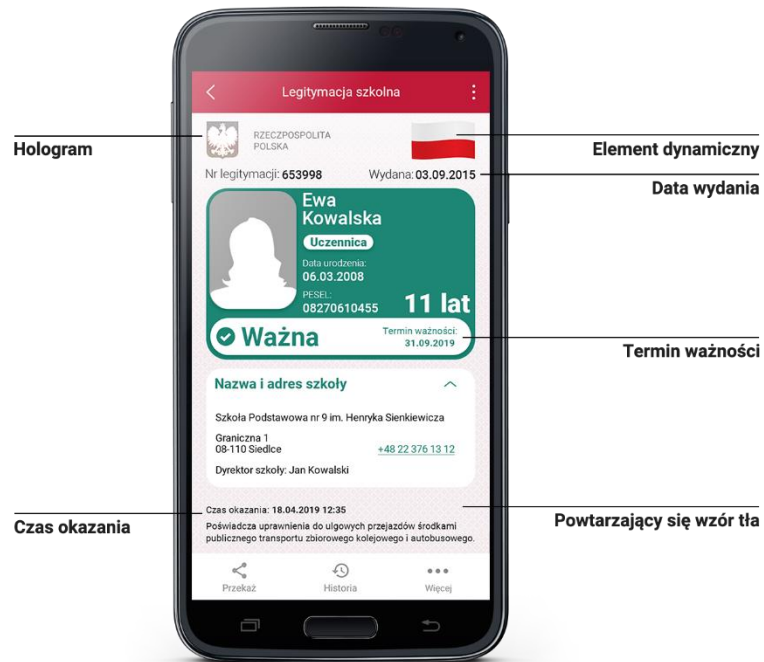 Legitymacja szkolna
RZECZPOSPOLITA
POLSKA
Hologram
Element dynamiczny
Nr legitymacji: 653998
Wydana: 03.09.2015
Data wydania
Ewa
Kowalska
Uczennica
Data urodzenia:
06.03.2008
PESEL:
08270610455
11 lat
Ważna
Termin ważności:
31.09.2019
Termin ważności
Nazwa i adres szkoły
Szkoła Podstawowa nr 9 im. Henryka Sienkiewicza
Graniczna 1
08-110 Siedlce
+48 22 376 13 12
Dyrektor szkoły: Jan Kowalski
Czas okazania: 18.04.2019 12:35
Czas okazania
Powtarzający się wzór tła
Poświadcza uprawnienia do ulgowych przejazdów środkami
publicznego transportu zbiorowego kolejowego i autobusowego.
Przekaż
Historia
Więcej